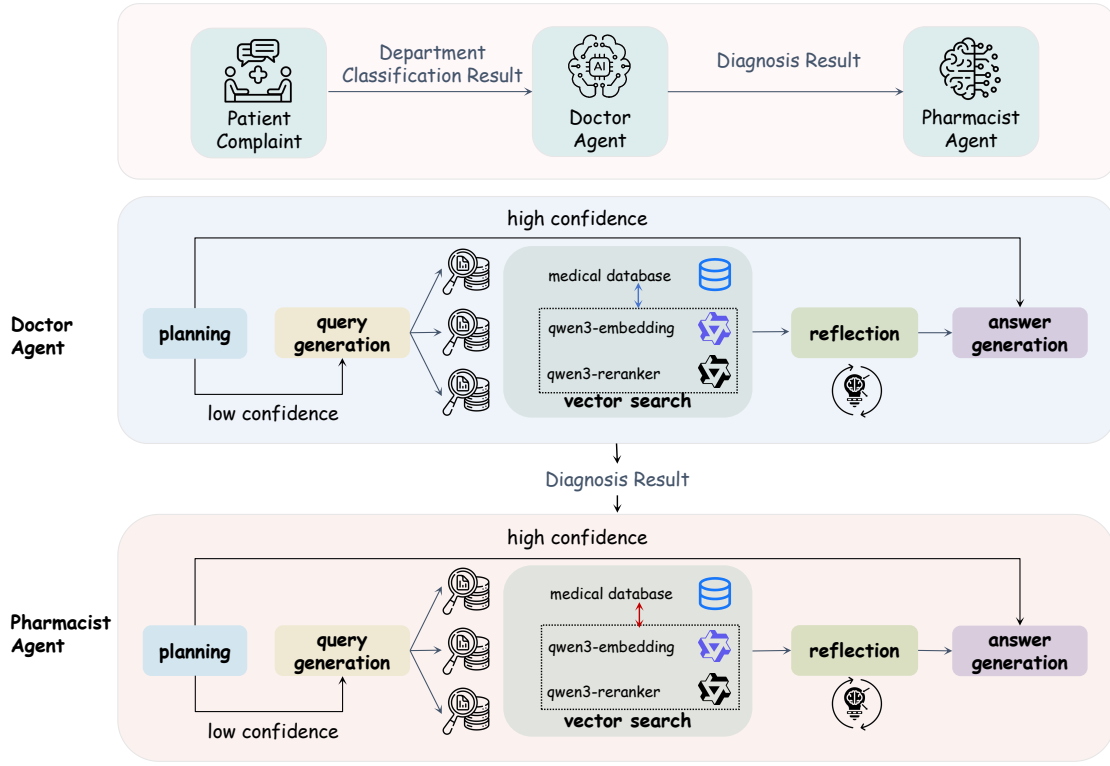 Department
Classification Result
Diagnosis Result
AI
Patient
Complaint
Doctor
Agent
Pharmacist
Agent
high confidence
medical database
Doctor
Agent
planning
query
generation
qwen3-embedding
reflection
answer
generation
qwen3-reranker
vector search
low confidence
Diagnosis Result
high confidence
medical database
Pharmacist
Agent
planning
query
generation
qwen3-embedding
reflection
answer
generation
qwen3-reranker
vector search
low confidence